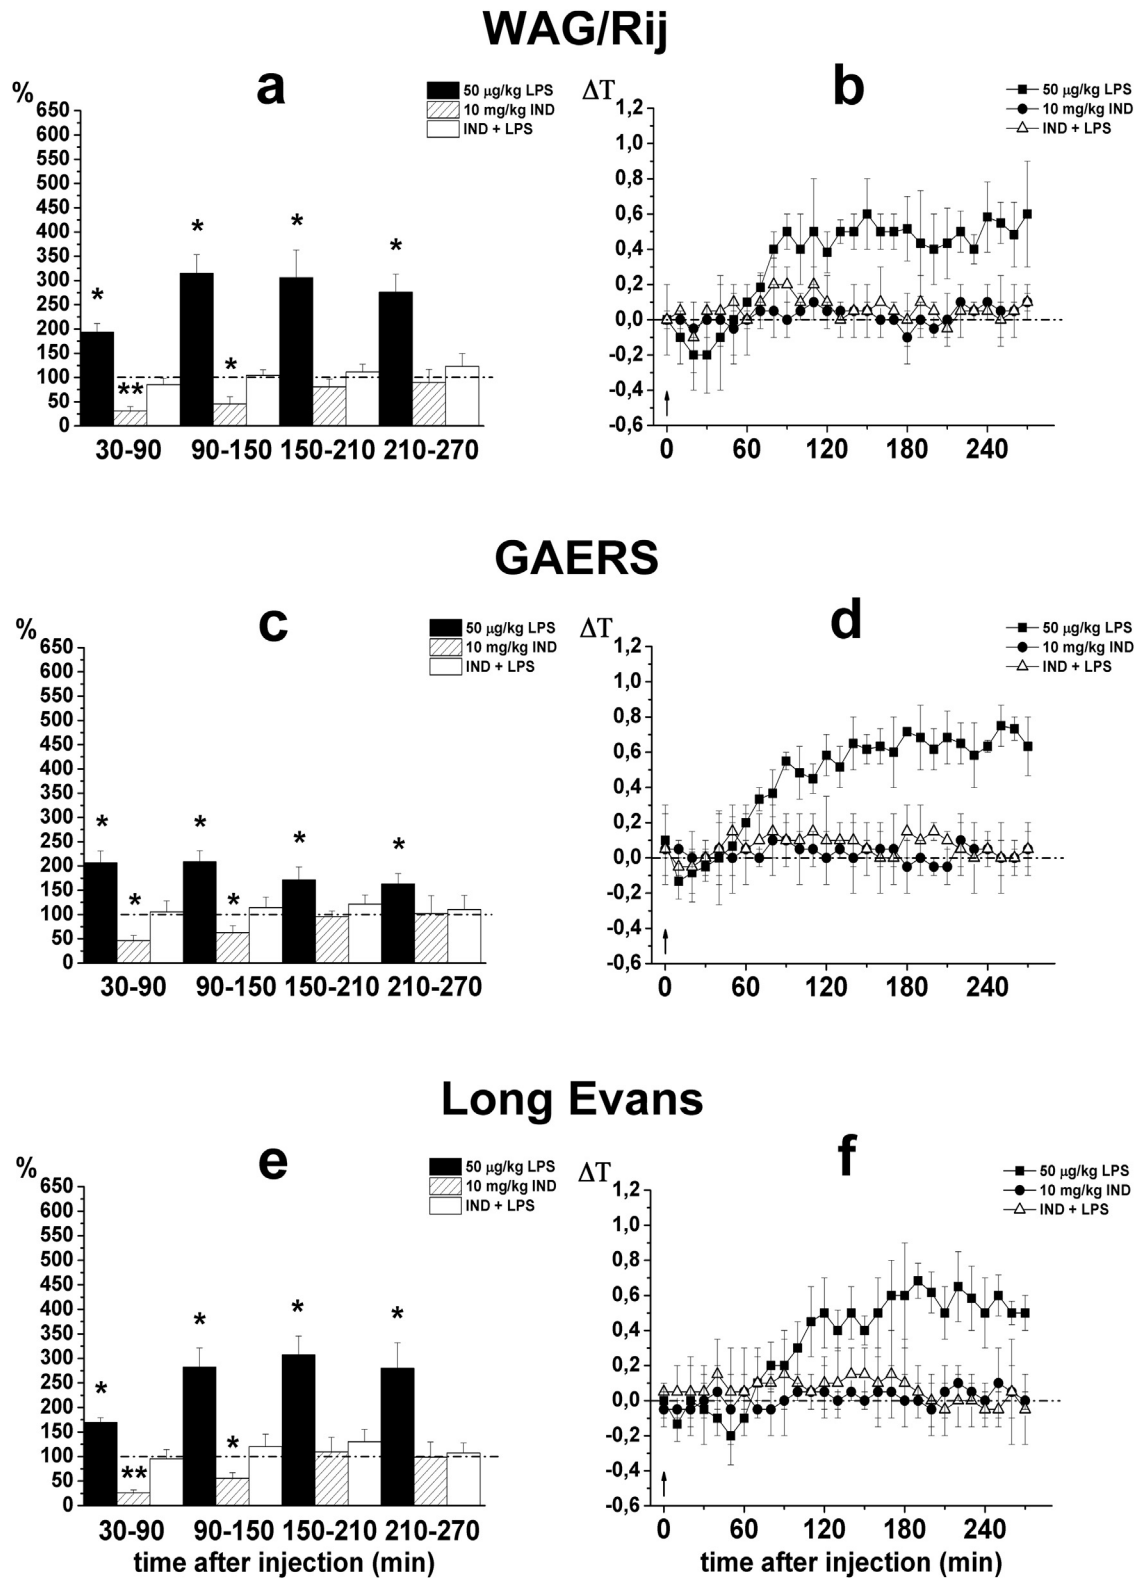 WAG/Rij
a
%
650
600
550
500
450
400
350
300
250
200
150
100
50
0
50 μg/kg LPS
10 mg/kg IND
IND + LPS
*
**
*
*
*
*
30-90 90-150 150-210 210-270
b
ΔT
1,2
1,0
0,8
0,6
0,4
0,2
0,0
-0,2
-0,4
-0,6
50 μg/kg LPS
10 mg/kg IND
IND + LPS
0 60 120 180 240
GAERS
c
%
650
600
550
500
450
400
350
300
250
200
150
100
50
0
50 μg/kg LPS
10 mg/kg IND
IND + LPS
*
*
*
*
*
*
30-90 90-150 150-210 210-270
d
ΔT
1,2
1,0
0,8
0,6
0,4
0,2
0,0
-0,2
-0,4
-0,6
50 μg/kg LPS
10 mg/kg IND
IND + LPS
0 60 120 180 240
Long Evans
e
%
650
600
550
500
450
400
350
300
250
200
150
100
50
0
50 μg/kg LPS
10 mg/kg IND
IND + LPS
*
**
*
*
*
*
30-90 90-150 150-210 210-270
time after injection (min)
f
ΔT
1,2
1,0
0,8
0,6
0,4
0,2
0,0
-0,2
-0,4
-0,6
50 μg/kg LPS
10 mg/kg IND
IND + LPS
0 60 120 180 240
time after injection (min)